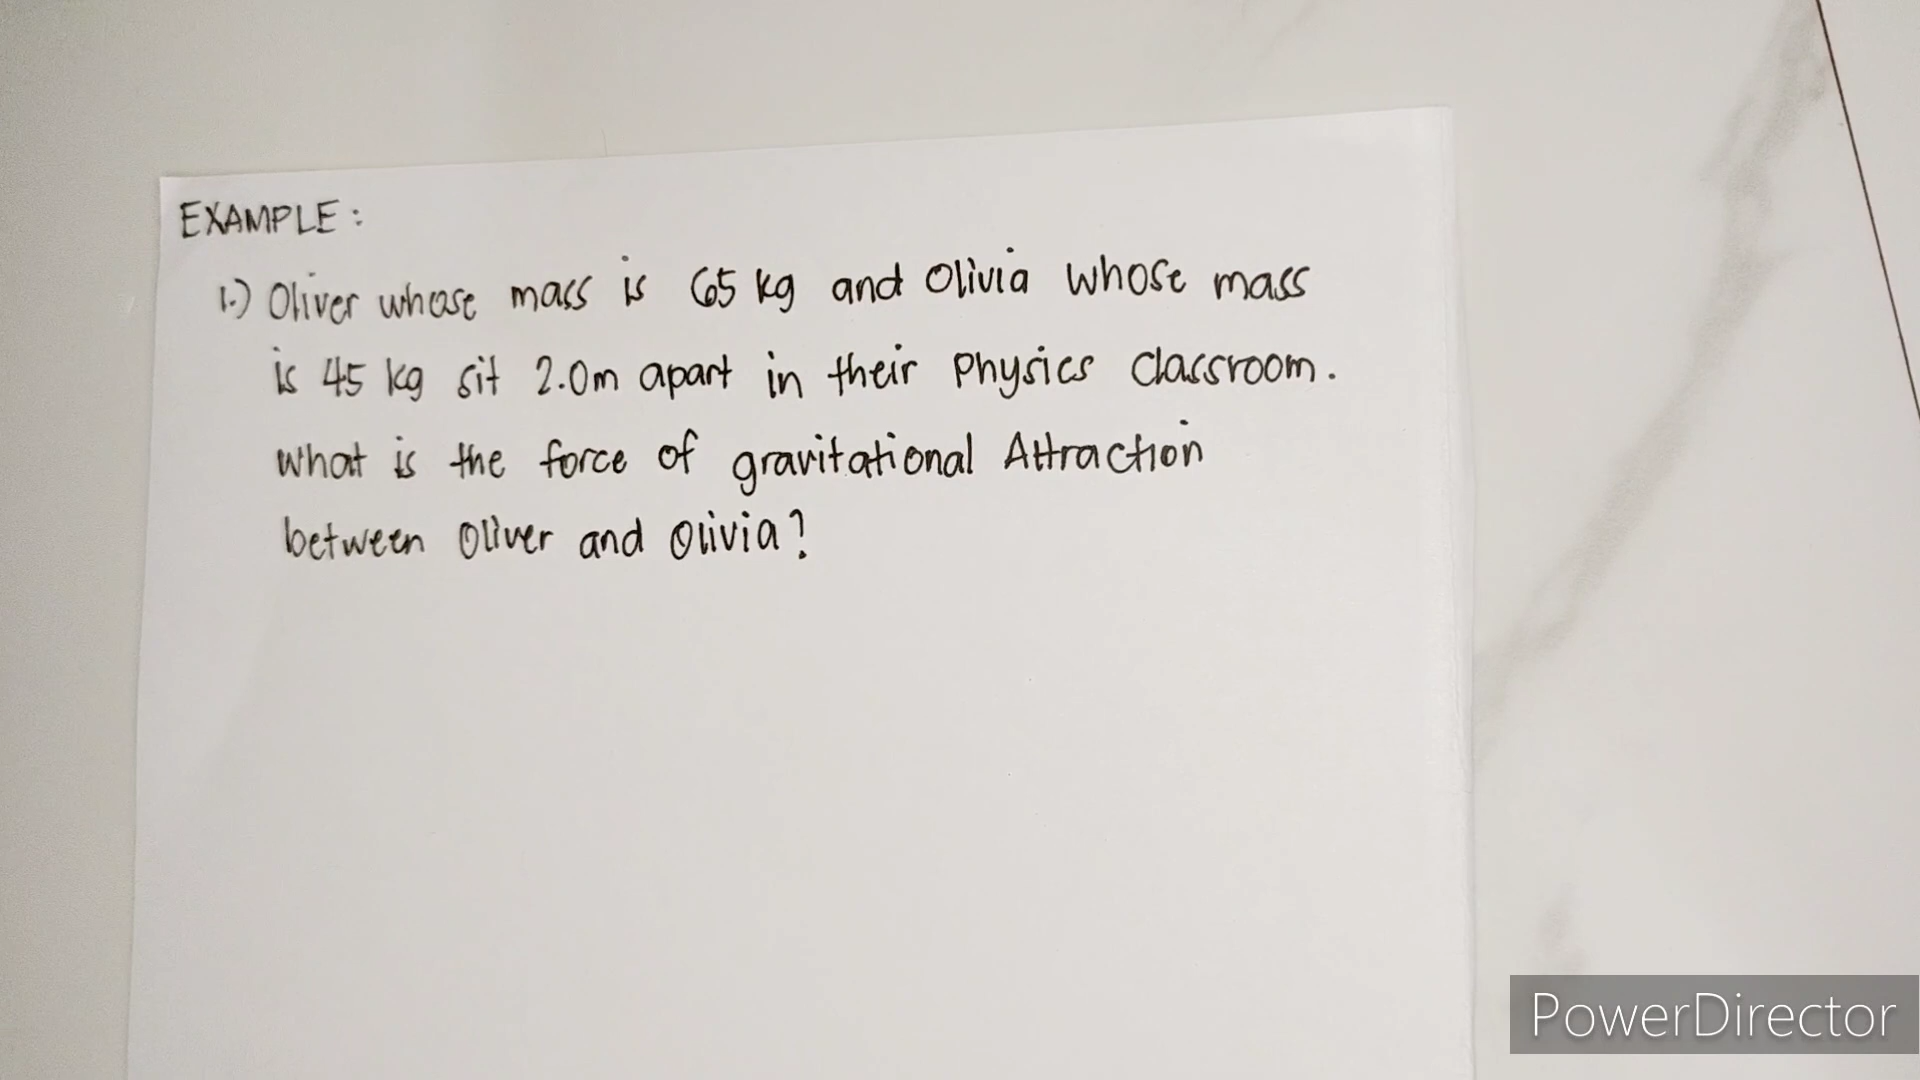 EXAMPLE:
1.) Oliver whose mass is 65 kg and Olivia whose mass
is 45 kg sit 2.0m apart in their Physics classroom.
what is the force of gravitational Attraction
between Oliver and Olivia?
PowerDirector